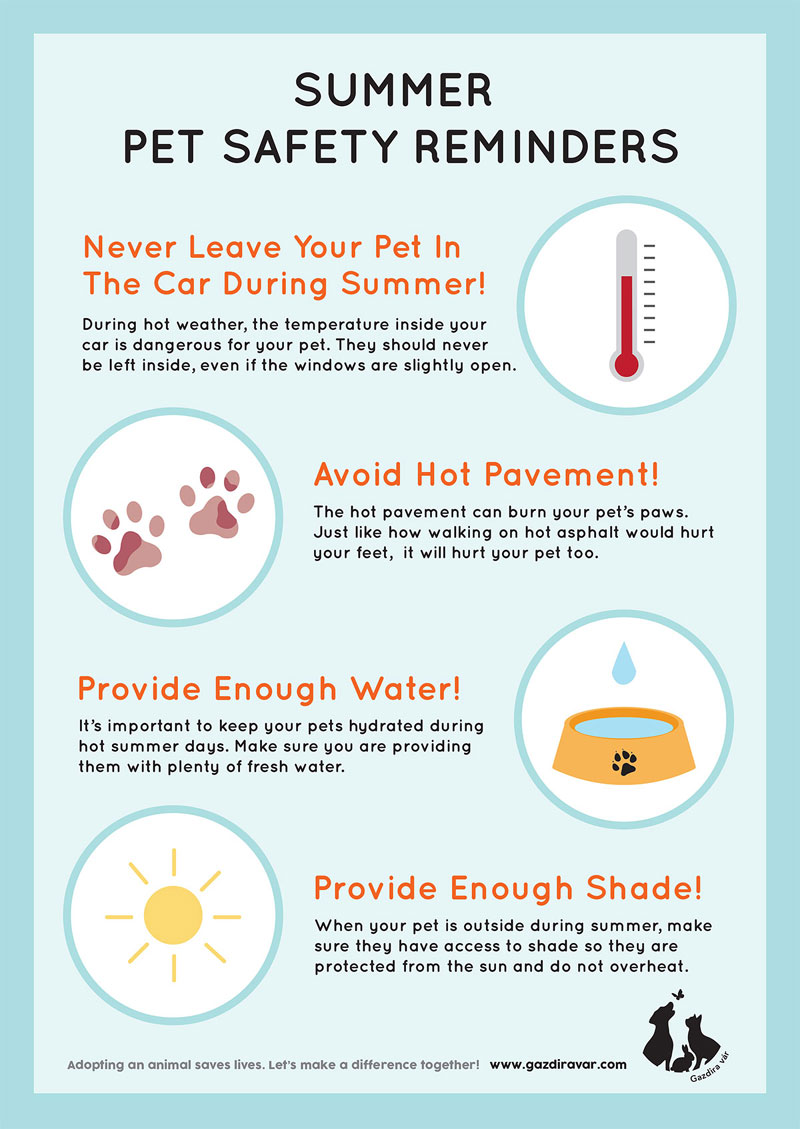 SUMMER
PET SAFETY REMINDERS
Never Leave Your Pet In
The Car During Summer!
During hot weather, the temperature inside your
car is dangerous for your pet. They should never
be left inside, even if the windows are slightly open.
Avoid Hot Pavement!
The hot pavement can burn your pet's paws.
Just like how walking on hot asphalt would hurt
your feet, it will hurt your pet too.
Provide Enough Water!
It's important to keep your pets hydrated during
hot summer days. Make sure you are providing
them with plenty of fresh water.
Provide Enough Shade!
When your pet is outside during summer, make
sure they have access to shade so they are
protected from the sun and do not overheat.
Adopting an animal saves lives. Let's make a difference together! www.gazdiravar.com
Gazdira vár